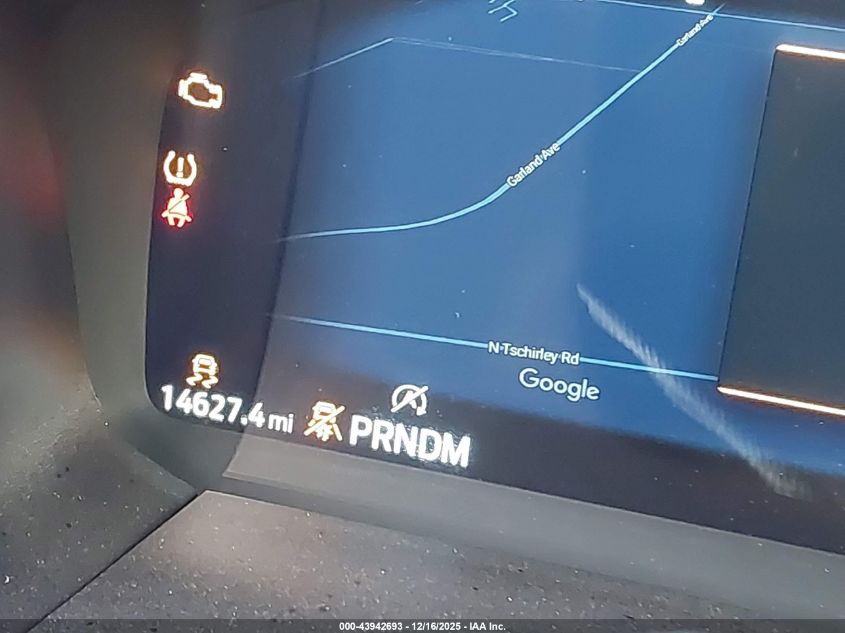 Garland Ave
Garland Ave
N Tschirley Rd
Google
14627.4 mi
PRNDM
000-43942693 - 12/16/2025 - IAA Inc.